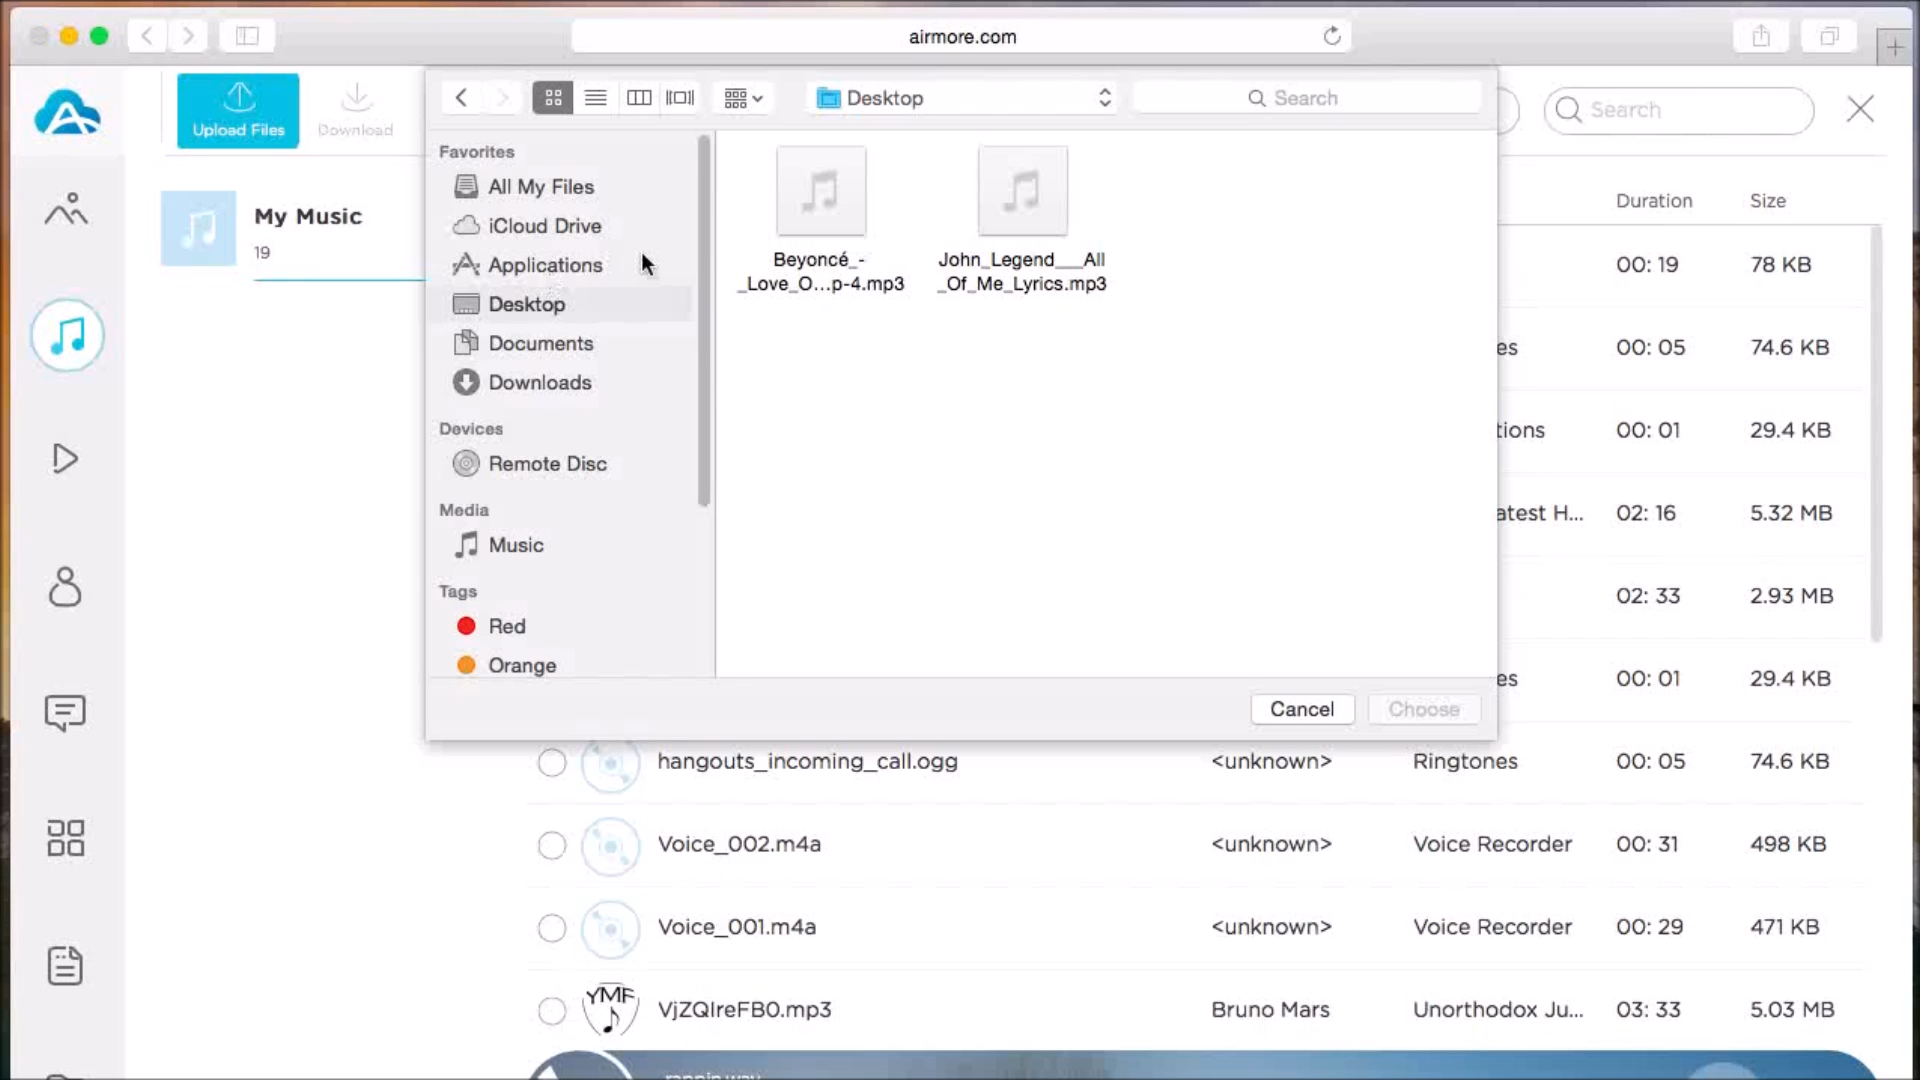 airmore.com
Upload Files
Download
Desktop
Search
Search
My Music
19
Favorites
All My Files
iCloud Drive
Applications
Desktop
Documents
Downloads
Devices
Remote Disc
Media
Music
Tags
Red
Orange
Beyoncé_-
_Love_O...p-4.mp3
John_Legend___All
_Of_Me_Lyrics.mp3
Cancel
Choose
Duration
Size
00: 19
78 KB
es
00: 05
74.6 KB
tions
00: 01
29.4 KB
atest H...
02: 16
5.32 MB
02: 33
2.93 MB
es
00: 01
29.4 KB
hangouts_incoming_call.ogg
<unknown>
Ringtones
00: 05
74.6 KB
Voice_002.m4a
<unknown>
Voice Recorder
00: 31
498 KB
Voice_001.m4a
<unknown>
Voice Recorder
00: 29
471 KB
YMF
VjZQIreFB0.mp3
Bruno Mars
Unorthodox Ju...
03: 33
5.03 MB